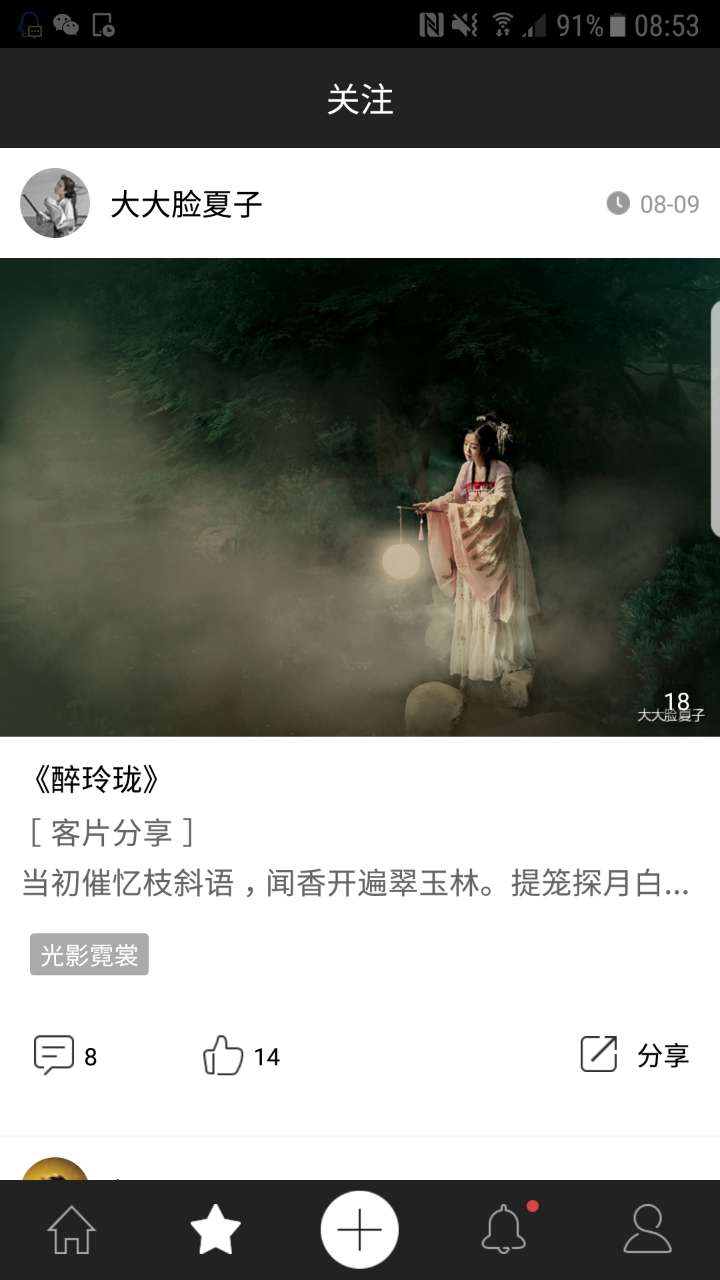 91% 08:53
关注
大大脸夏子
08-09
18
大大脸夏子
《醉玲珑》
[ 客片分享 ]
当初催忆枝斜语，闻香开遍翠玉林。提笼探月白...
光影霓裳
8
14
分享